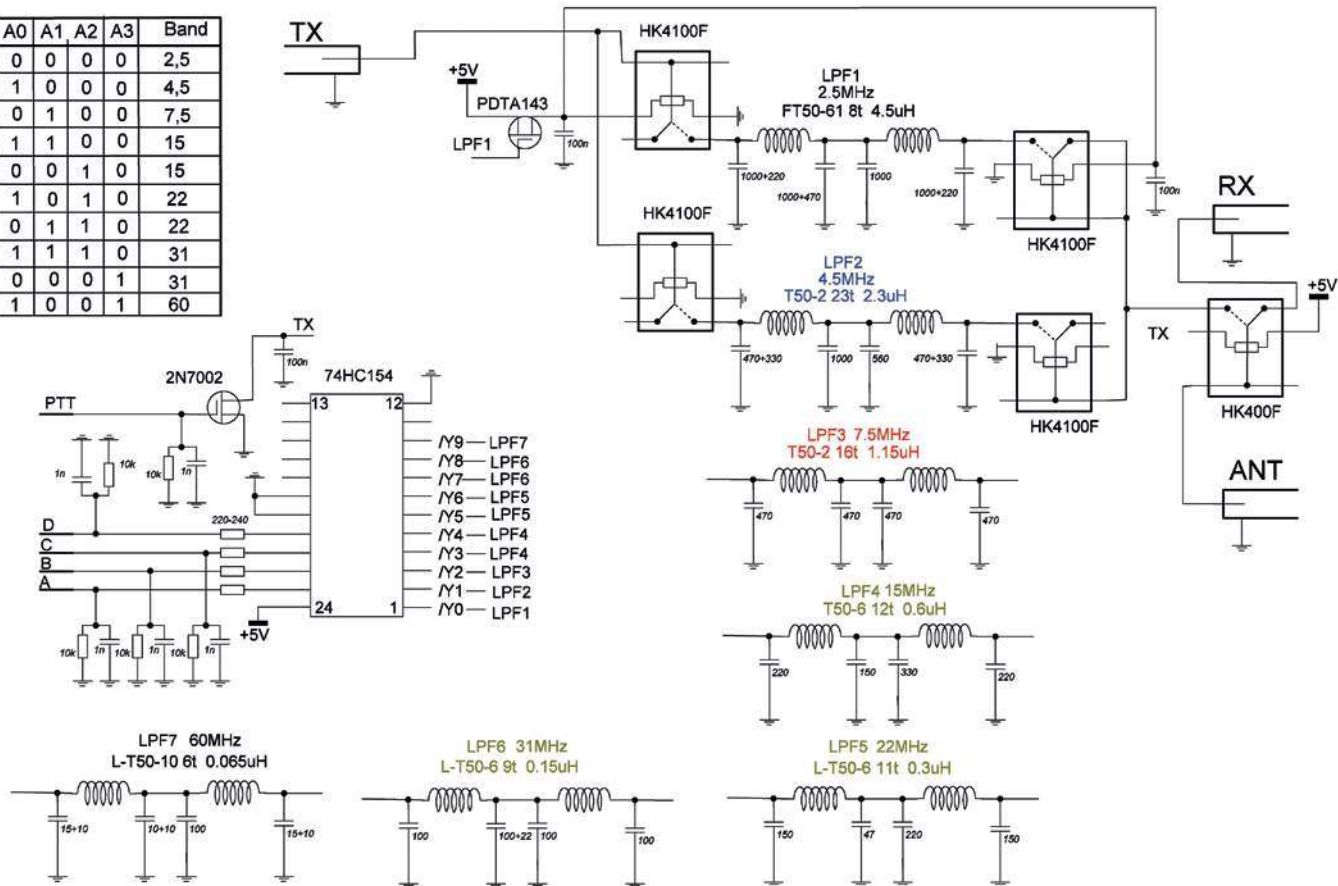 A0 A1 A2 A3 Band
0 0 0 0 2,5
1 0 0 0 4,5
0 1 0 0 7,5
1 1 0 0 15
0 0 1 0 15
1 0 1 0 22
0 1 1 0 22
1 1 1 0 31
0 0 0 1 31
1 0 0 1 60
TX
+5V
PDTA143
LPF1
100n
HK4100F
LPF1
2.5MHz
FT50-61 8t 4.5uH
1000+220
1000+470
1000
1000+220
HK4100F
100n
HK4100F
LPF2
4.5MHz
T50-2 23t 2.3uH
470+330
1000
560
470+330
HK4100F
RX
+5V
TX
HK400F
ANT
TX
100n
2N7002
PTT
1n
10k
10k
1n
74HC154
13 12
/Y9 LPF7
/Y8 LPF6
/Y7 LPF6
/Y6 LPF5
/Y5 LPF5
/Y4 LPF4
/Y3 LPF4
/Y2 LPF3
/Y1 LPF2
/Y0 LPF1
24 1
220-240
D
C
B
A
+5V
10k 1n 10k 1n 10k 1n
LPF3 7.5MHz
T50-2 16t 1.15uH
470 470 470 470
LPF4 15MHz
T50-6 12t 0.6uH
220 150 330 220
LPF7 60MHz
L-T50-10 6t 0.065uH
15+10 10+10 100 15+10
LPF6 31MHz
L-T50-6 9t 0.15uH
100 100+22 100 100
LPF5 22MHz
L-T50-6 11t 0.3uH
150 47 220 150